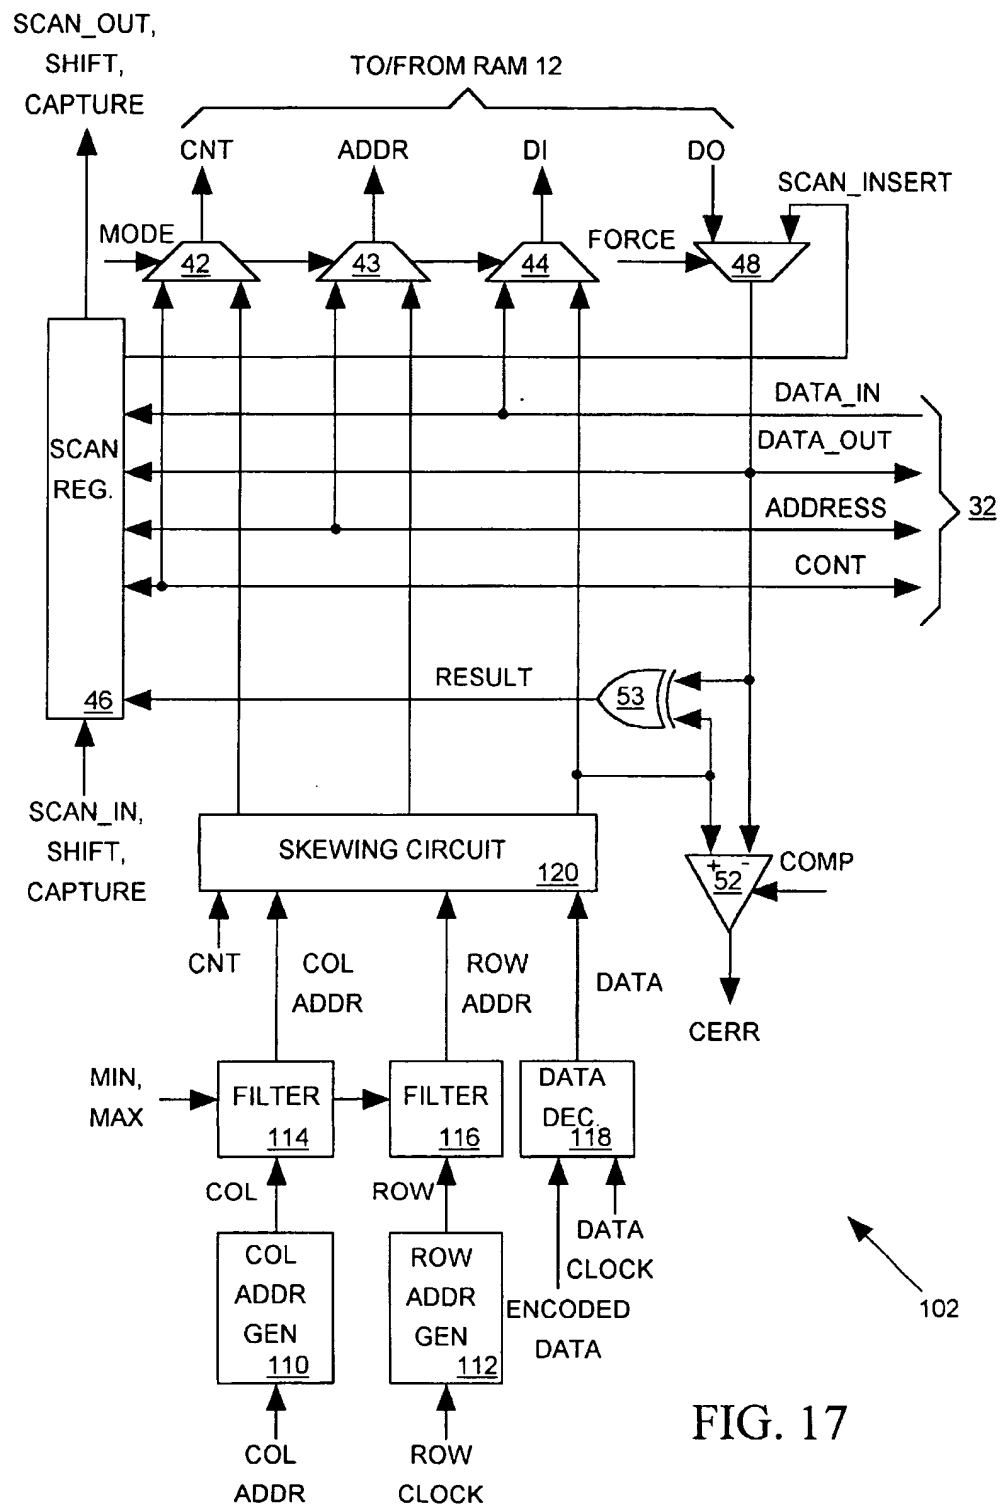 SCAN_OUT,
SHIFT,
CAPTURE
TO/FROM RAM 12
CNT
ADDR
DI
DO
SCAN_INSERT
MODE
42
43
44
FORCE
48
DATA_IN
SCAN
REG.
DATA_OUT
ADDRESS
32
CONT
RESULT
53
46
SCAN_IN,
SHIFT,
CAPTURE
SKEWING CIRCUIT
120
+ -
52
COMP
CNT
COL
ADDR
ROW
ADDR
DATA
CERR
MIN,
MAX
FILTER
114
FILTER
116
DATA
DEC.
118
COL
ROW
DATA
CLOCK
ENCODED
DATA
COL
ADDR
GEN
110
ROW
ADDR
GEN
112
102
COL
ADDR
ROW
CLOCK
FIG. 17